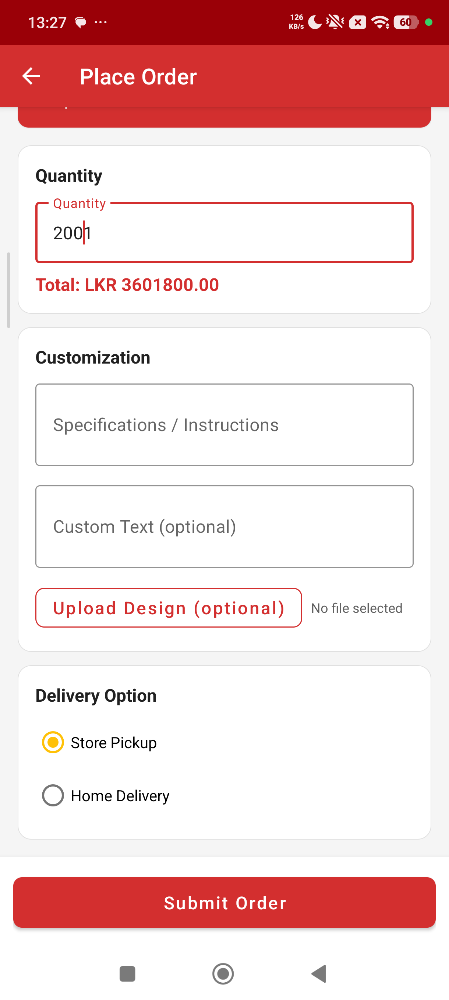 13:27
126
KB/s
60
Place Order
Quantity
Quantity
2001
Total: LKR 3601800.00
Customization
Specifications / Instructions
Custom Text (optional)
Upload Design (optional)
No file selected
Delivery Option
Store Pickup
Home Delivery
Submit Order